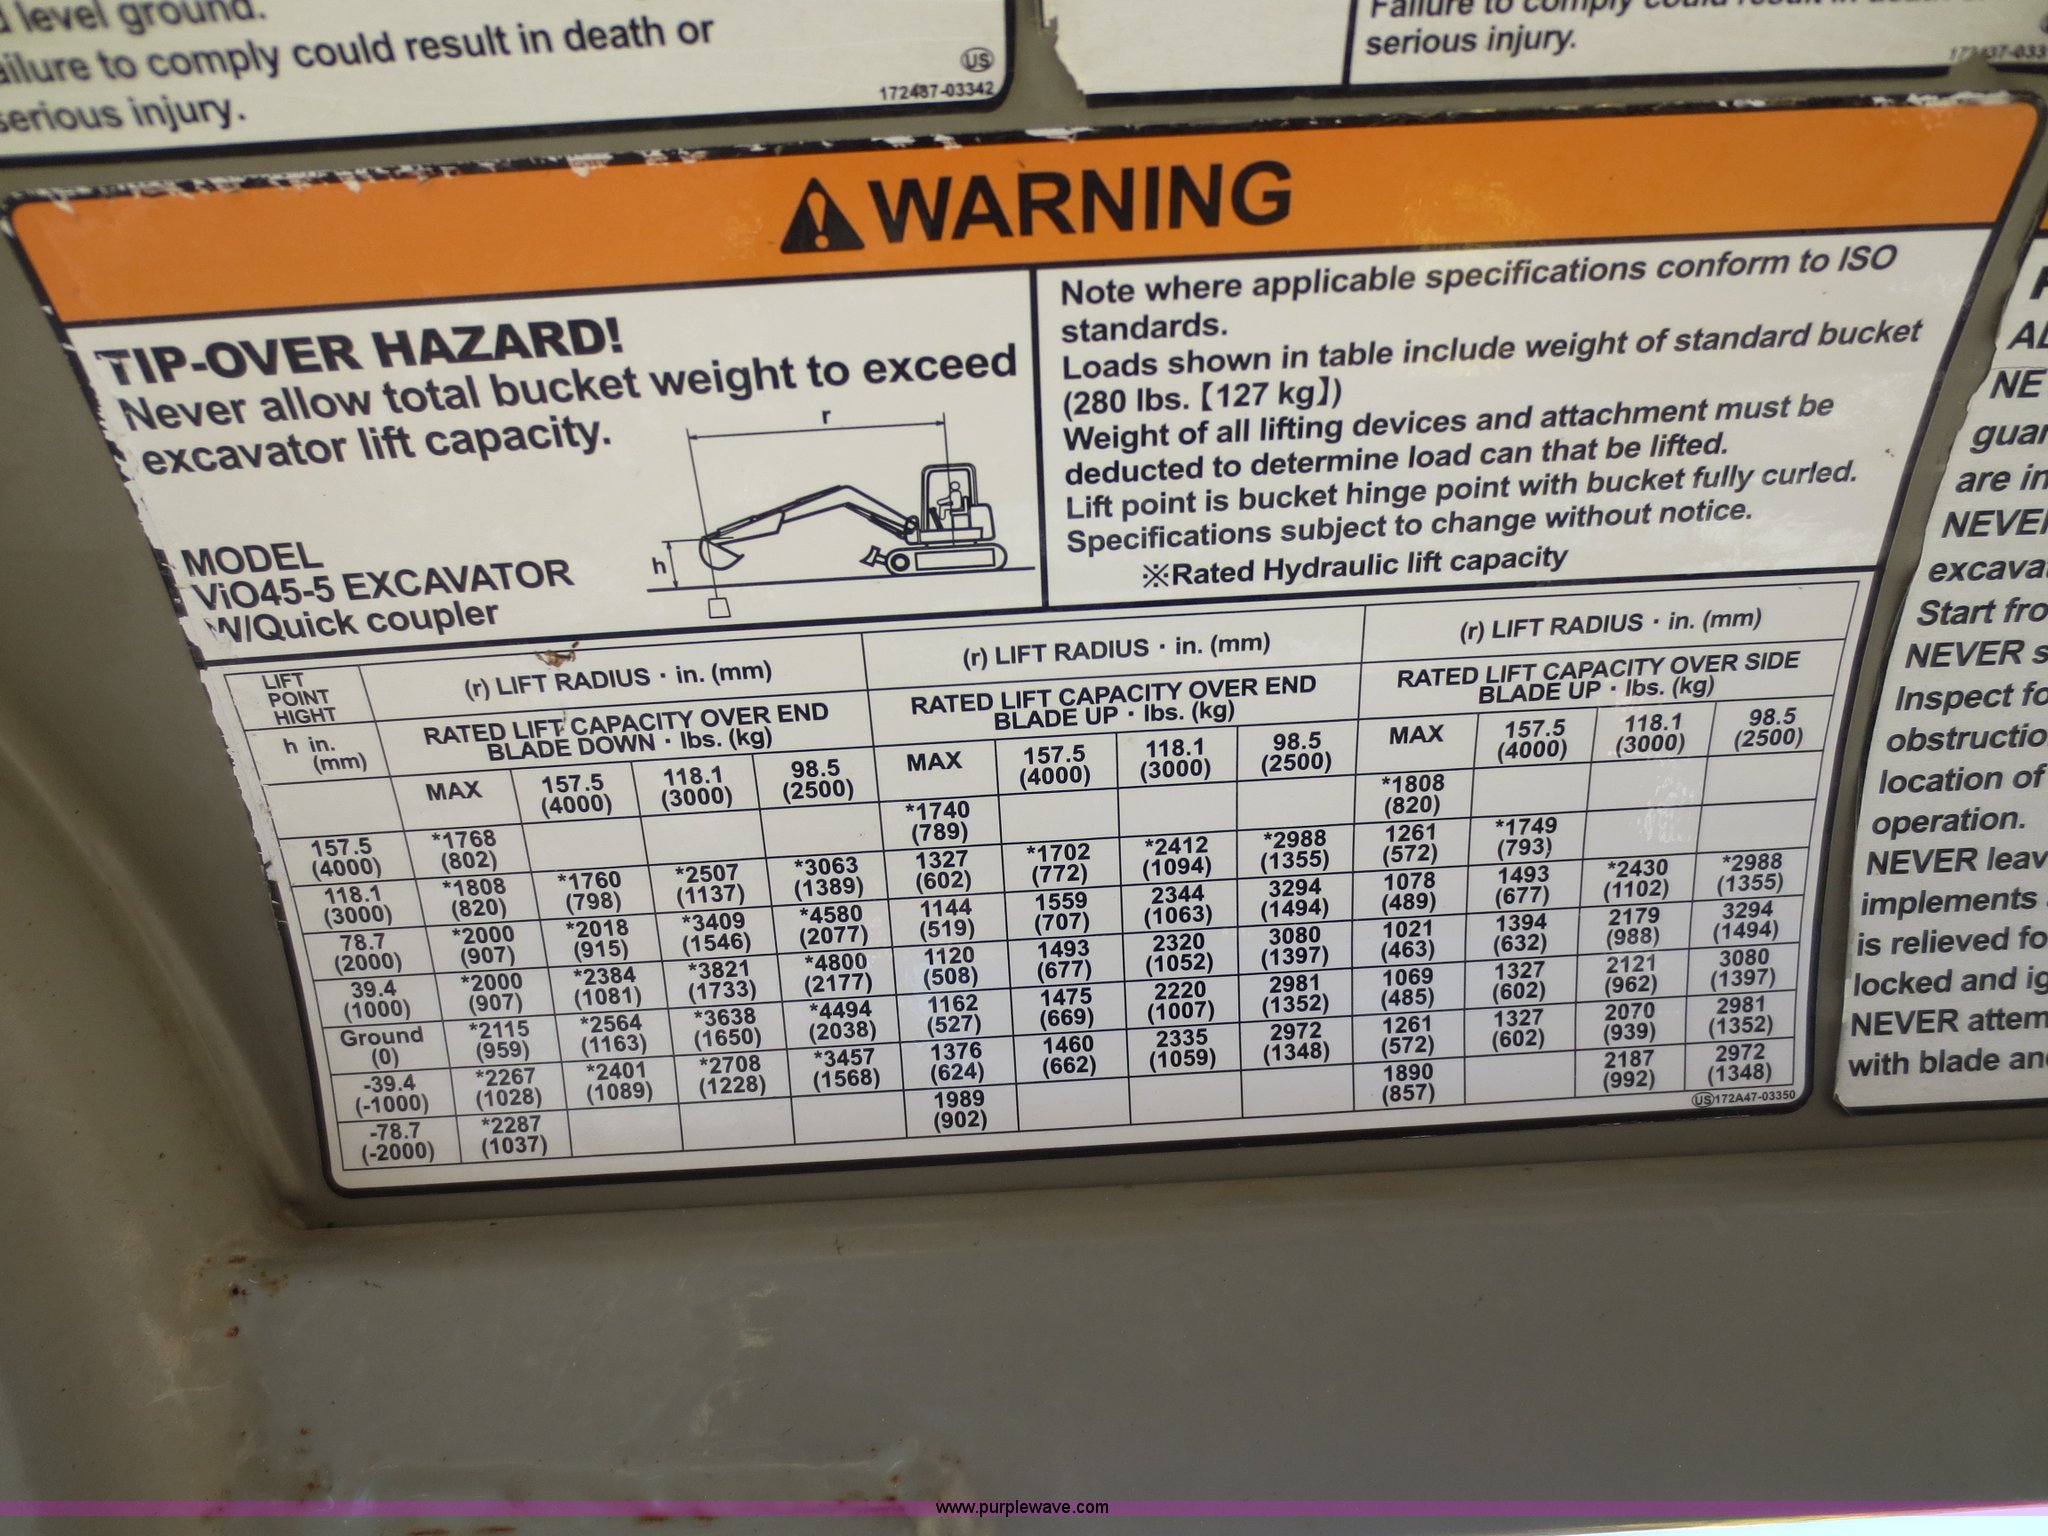 d level ground.
ailure to comply could result in death or
serious injury.
US
172437-03342
Failure to comply could result in death
serious injury.
172437-033
WARNING
TIP-OVER HAZARD!
Never allow total bucket weight to exceed
excavator lift capacity.
r
h
MODEL
ViO45-5 EXCAVATOR
W/Quick coupler
Note where applicable specifications conform to ISO
standards.
Loads shown in table include weight of standard bucket
(280 lbs.【127 kg】)
Weight of all lifting devices and attachment must be
deducted to determine load can that be lifted.
Lift point is bucket hinge point with bucket fully curled.
Specifications subject to change without notice.
※Rated Hydraulic lift capacity
LIFT POINT HIGHT (r) LIFT RADIUS · in. (mm) (r) LIFT RADIUS · in. (mm) (r) LIFT RADIUS · in. (mm)
h in. (mm) RATED LIFT CAPACITY OVER END BLADE DOWN · lbs. (kg) RATED LIFT CAPACITY OVER END BLADE UP · lbs. (kg) RATED LIFT CAPACITY OVER SIDE BLADE UP · lbs. (kg)
MAX 157.5 118.1 98.5 MAX 157.5 118.1 98.5 MAX 157.5 118.1 98.5
(4000) (3000) (2500) (4000) (3000) (2500) (4000) (3000) (2500)
157.5 *1768 *1740 *1808
(4000) (802) (789) (820)
118.1 *1808 *1760 *2507 *3063 1327 *1702 *2412 *2988 1261 *1749
(3000) (820) (798) (1137) (1389) (602) (772) (1094) (1355) (572) (793)
78.7 *2000 *2018 *3409 *4580 1144 1559 2344 3294 1078 1493 *2430 *2988
(2000) (907) (915) (1546) (2077) (519) (707) (1063) (1494) (489) (677) (1102) (1355)
39.4 *2000 *2384 *3821 *4800 1120 1493 2320 3080 1021 1394 2179 3294
(1000) (907) (1081) (1733) (2177) (508) (677) (1052) (1397) (463) (632) (988) (1494)
Ground *2115 *2564 *3638 *4494 1162 1475 2220 2981 1069 1327 2121 3080
(0) (959) (1163) (1650) (2038) (527) (669) (1007) (1352) (485) (602) (962) (1397)
-39.4 *2267 *2401 *2708 *3457 1376 1460 2335 2972 1261 1327 2070 2981
(-1000) (1028) (1089) (1228) (1568) (624) (662) (1059) (1348) (572) (602) (939) (1352)
-78.7 *2287 1989 1890 2187 2972
(-2000) (1037) (902) (857) (992) (1348)
US 172A47-03350
AL
NE
guar
are in
NEVER
excava
Start fro
NEVER s
Inspect fo
obstructio
location of
operation.
NEVER leav
implements
is relieved fo
locked and ig
NEVER attem
with blade an
www.purplewave.com